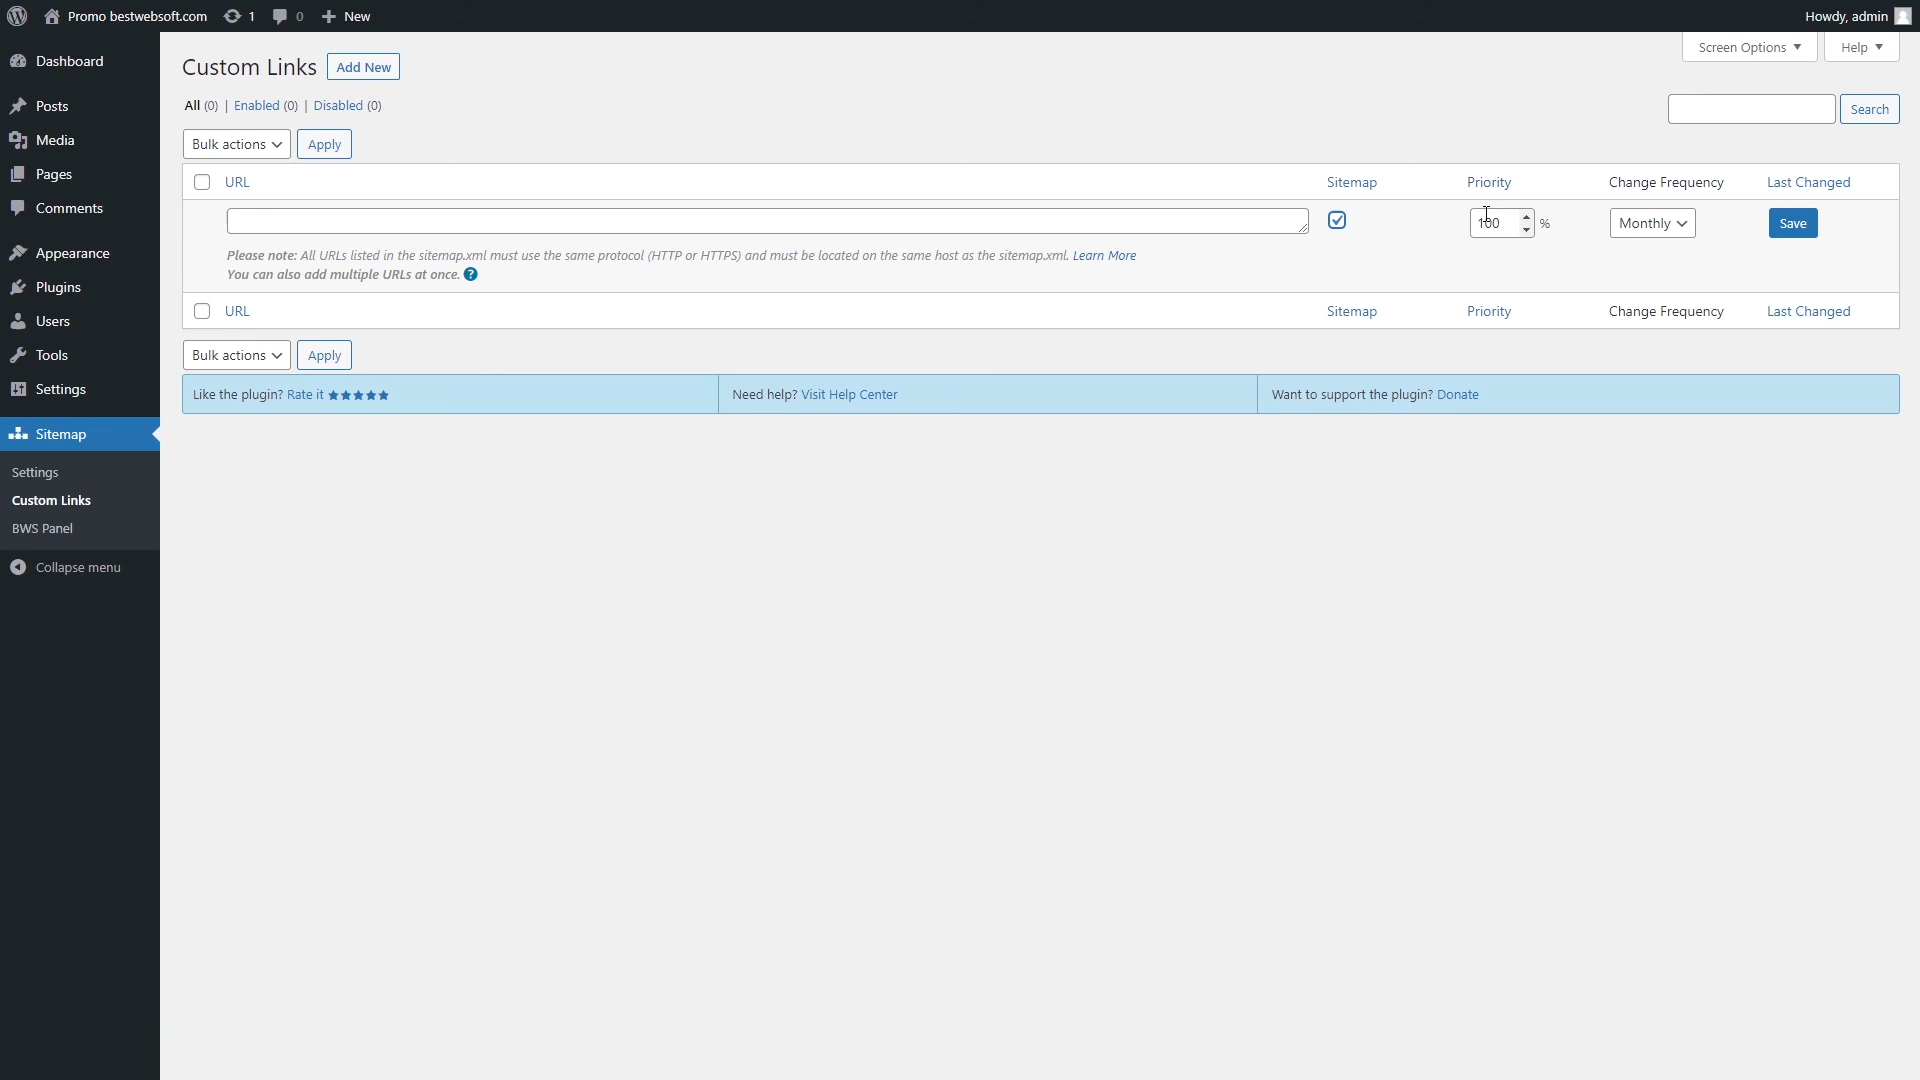 Promo bestwebsoft.com 1 0 New Howdy, admin
Screen Options Help
Dashboard
Posts
Media
Pages
Comments
Appearance
Plugins
Users
Tools
Settings
Sitemap
Settings
Custom Links
BWS Panel
Collapse menu
Custom Links Add New
All (0) | Enabled (0) | Disabled (0)
Search
Bulk actions Apply
URL Sitemap Priority Change Frequency Last Changed
100 % Monthly Save
Please note: All URLs listed in the sitemap.xml must use the same protocol (HTTP or HTTPS) and must be located on the same host as the sitemap.xml. Learn More
You can also add multiple URLs at once. ?
URL Sitemap Priority Change Frequency Last Changed
Bulk actions Apply
Like the plugin? Rate it ★★★★★ Need help? Visit Help Center Want to support the plugin? Donate